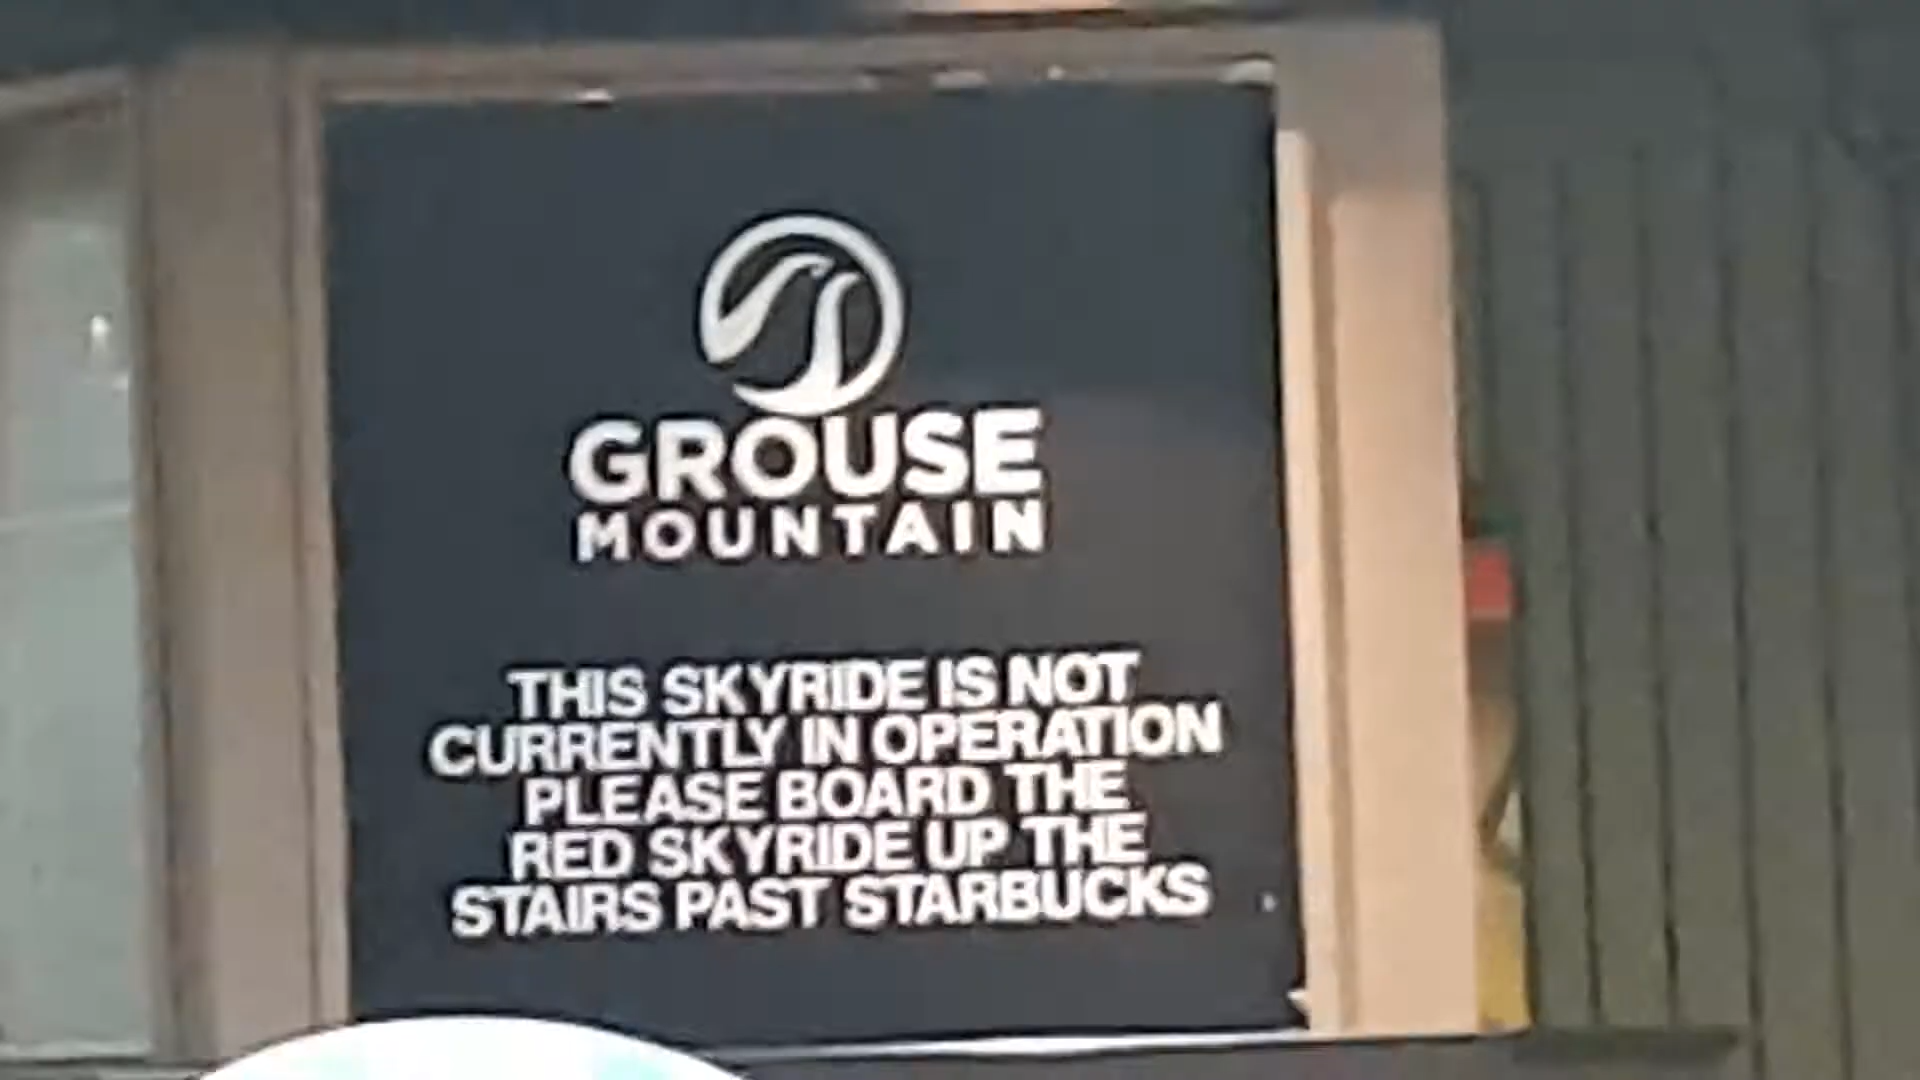 GROUSE
MOUNTAIN
THIS SKYRIDE IS NOT
CURRENTLY IN OPERATION
PLEASE BOARD THE
RED SKYRIDE UP THE
STAIRS PAST STARBUCKS